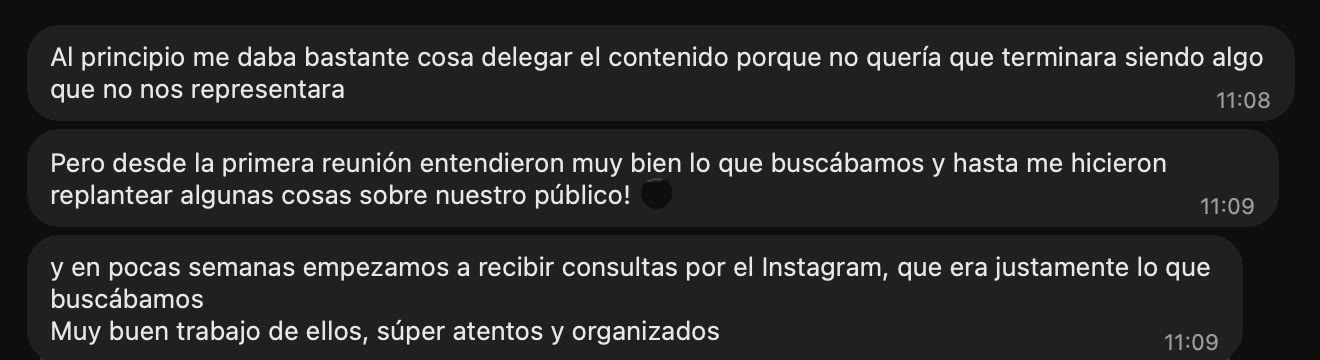 Al principio me daba bastante cosa delegar el contenido porque no quería que terminara siendo algo
que no nos representara
11:08
Pero desde la primera reunión entendieron muy bien lo que buscábamos y hasta me hicieron
replantear algunas cosas sobre nuestro público!
11:09
y en pocas semanas empezamos a recibir consultas por el Instagram, que era justamente lo que
buscábamos
Muy buen trabajo de ellos, súper atentos y organizados
11:09